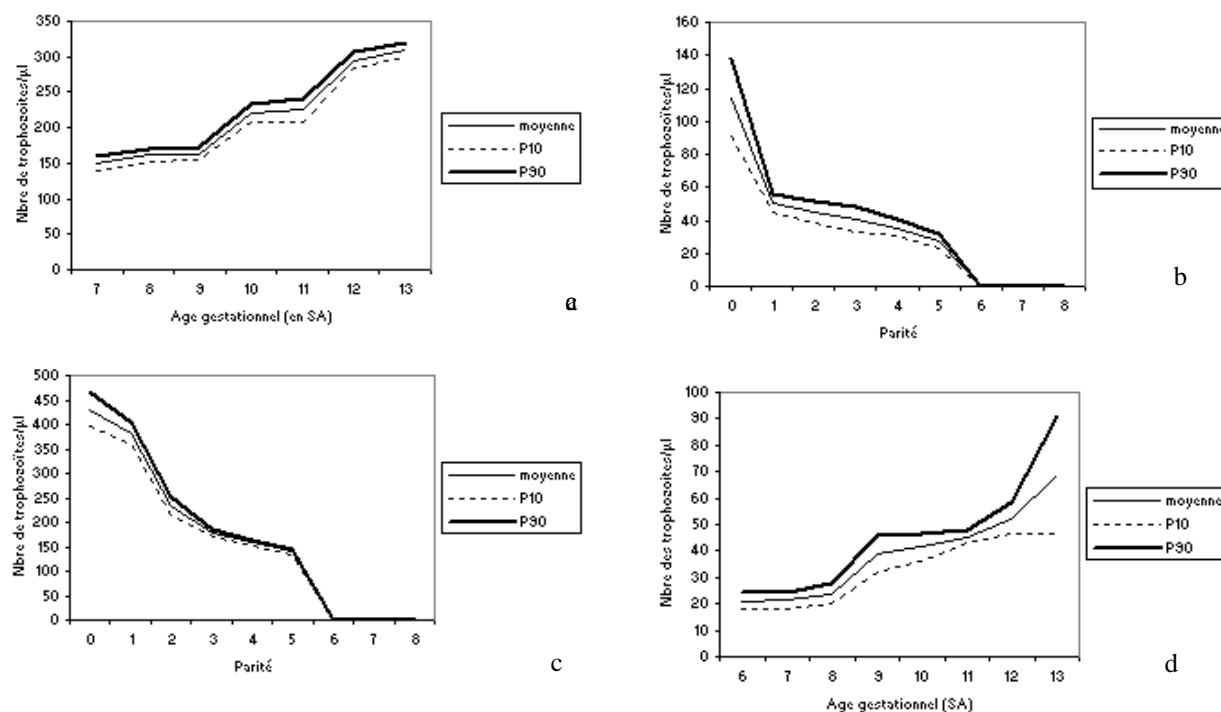 350
300
250
200
150
100
50
0
Nbre de trophozoïtes/µl
7 8 9 10 11 12 13
Age gestationnel (en SA)
moyenne
P10
P90
a
160
140
120
100
80
60
40
20
0
Nbre de trophozoïtes/µl
0 1 2 3 4 5 6 7 8
Parité
moyenne
P10
P90
b
500
450
400
350
300
250
200
150
100
50
0
Nbre de trophozoïtes/µl
0 1 2 3 4 5 6 7 8
Parité
moyenne
P10
P90
c
100
90
80
70
60
50
40
30
20
10
0
Nbre des trophozoïtes/µl
6 7 8 9 10 11 12 13
Age gestationnel (SA)
moyenne
P10
P90
d